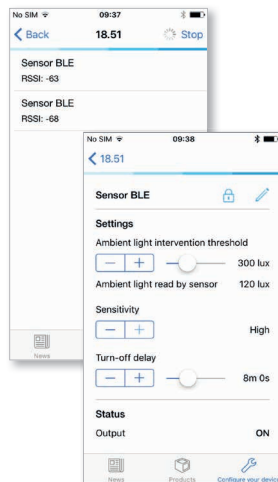 No SIM 09:37
Back 18.51 Stop
Sensor BLE
RSSI: -63
Sensor BLE
RSSI: -68
News
No SIM 09:38
18.51
Sensor BLE
Settings
Ambient light intervention threshold
− + 300 lux
Ambient light read by sensor 120 lux
Sensitivity
− + High
Turn-off delay
− + 8m 0s
Status
Output ON
News Products Configure your device